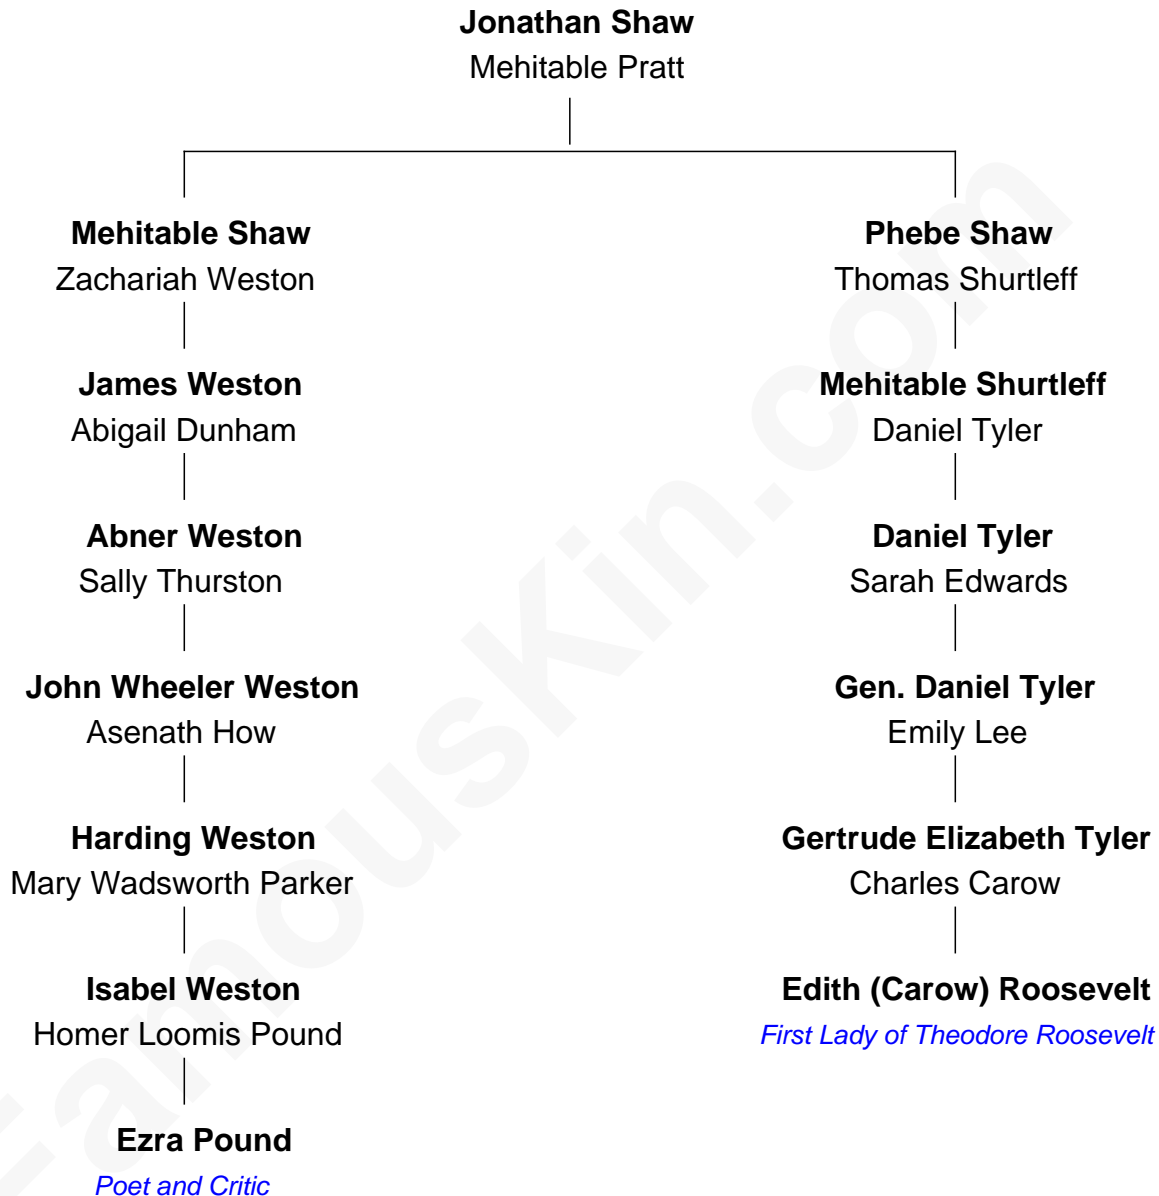 Jonathan Shaw
Mehitable Pratt
Mehitable Shaw
Zachariah Weston
Phebe Shaw
Thomas Shurtleff
James Weston
Abigail Dunham
Mehitable Shurtleff
Daniel Tyler
Abner Weston
Sally Thurston
Daniel Tyler
Sarah Edwards
John Wheeler Weston
Asenath How
Gen. Daniel Tyler
Emily Lee
Harding Weston
Mary Wadsworth Parker
Gertrude Elizabeth Tyler
Charles Carow
Isabel Weston
Homer Loomis Pound
Edith (Carow) Roosevelt
First Lady of Theodore Roosevelt
Ezra Pound
Poet and Critic
FamousKin.com